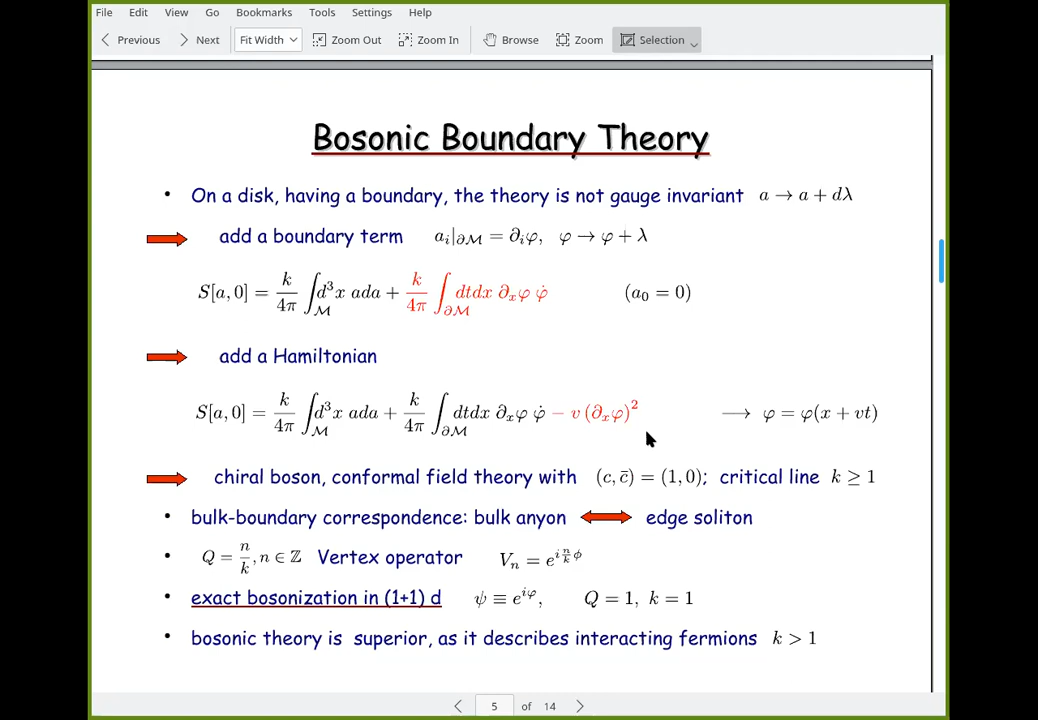 File Edit View Go Bookmarks Tools Settings Help
Previous Next Fit Width Zoom Out Zoom In Browse Zoom Selection
Bosonic Boundary Theory
• On a disk, having a boundary, the theory is not gauge invariant a → a + dλ
add a boundary term a_i|_{∂ℳ} = ∂_iφ, φ → φ + λ
S[a, 0] = k/4π ∫_ℳ d³x ada + k/4π ∫_{∂ℳ} dtdx ∂_xφ φ̇ (a₀ = 0)
add a Hamiltonian
S[a, 0] = k/4π ∫_ℳ d³x ada + k/4π ∫_{∂ℳ} dtdx ∂_xφ φ̇ − v (∂_xφ)² ⟶ φ = φ(x + vt)
chiral boson, conformal field theory with (c, c̄) = (1, 0); critical line k ≥ 1
• bulk-boundary correspondence: bulk anyon edge soliton
• Q = n/k, n ∈ ℤ Vertex operator V_n = e^{i n/k ϕ}
• exact bosonization in (1+1) d ψ ≡ e^{iφ}, Q = 1, k = 1
• bosonic theory is superior, as it describes interacting fermions k > 1
5 of 14